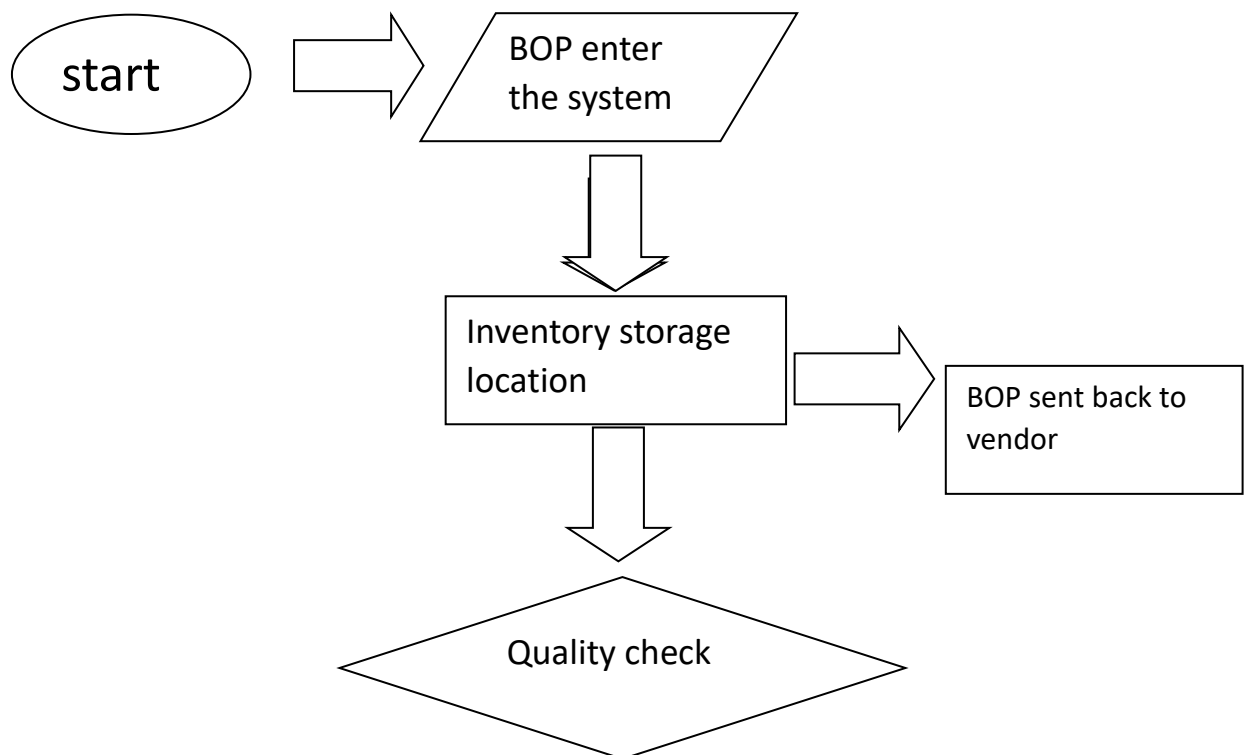 start
BOP enter
the system
Inventory storage
location
BOP sent back to
vendor
Quality check